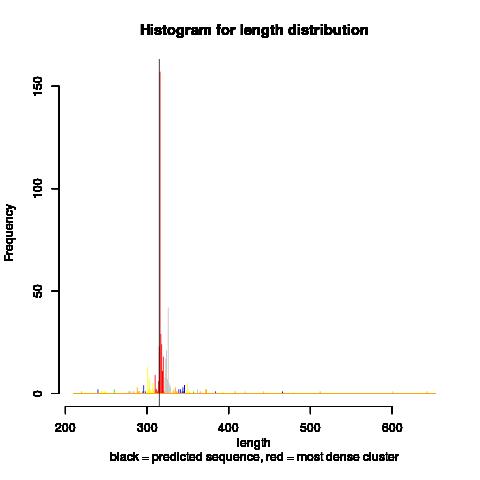 Histogram for length distribution
Frequency
150
100
50
0
200 300 400 500 600
length
black = predicted sequence, red = most dense cluster